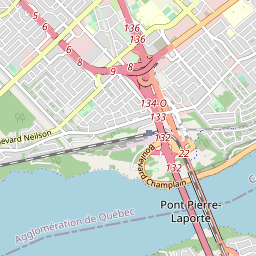 136
136
5
6
6
8
9
8
134-O
133
evard Neilson
132
22
Boulevard Champlain
132
Pont Pierre-
Laporte
Agglomération de Québec